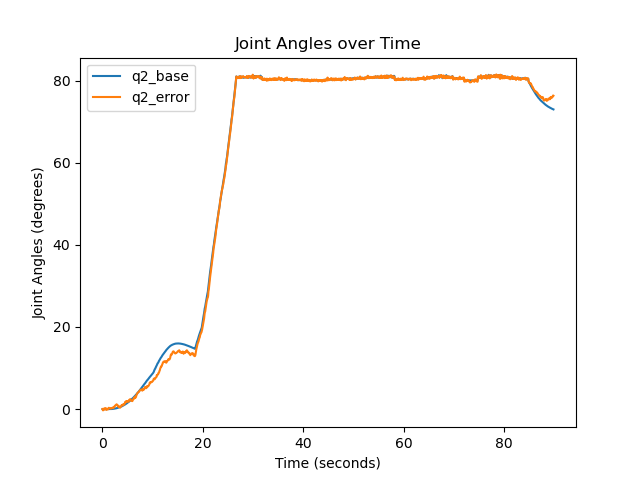 Joint Angles over Time
q2_base
q2_error
Joint Angles (degrees)
80
60
40
20
0
0 20 40 60 80
Time (seconds)